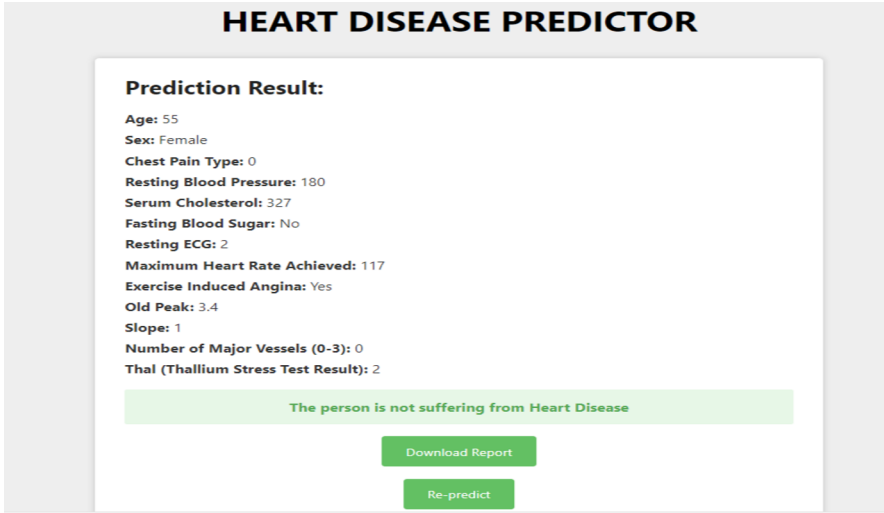 HEART DISEASE PREDICTOR
Prediction Result:
Age: 55
Sex: Female
Chest Pain Type: 0
Resting Blood Pressure: 180
Serum Cholesterol: 327
Fasting Blood Sugar: No
Resting ECG: 2
Maximum Heart Rate Achieved: 117
Exercise Induced Angina: Yes
Old Peak: 3.4
Slope: 1
Number of Major Vessels (0-3): 0
Thal (Thallium Stress Test Result): 2
The person is not suffering from Heart Disease
Download Report
Re-predict